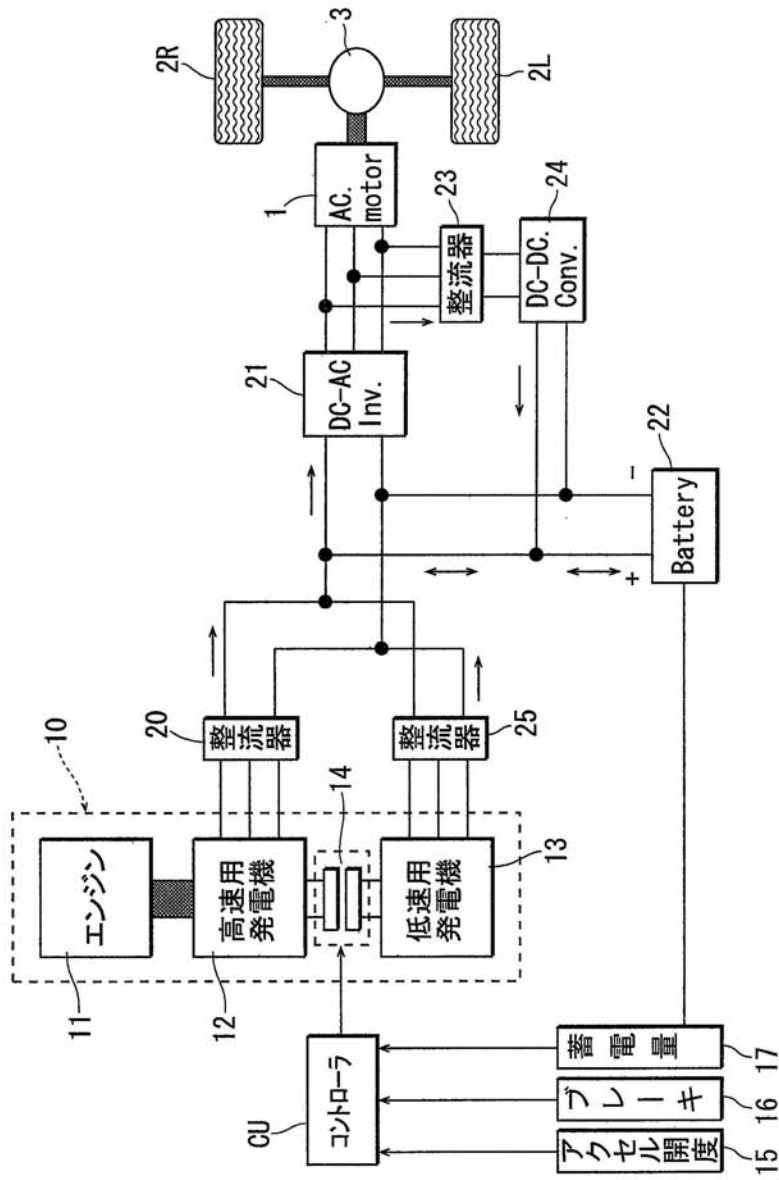 10
エンジン
11
高速用
発電機
12
14
低速用
発電機
13
20
整流器
整流器
25
CU
コントローラ
アクセル開度
15
ブレーキ
16
蓄電量
17
21
DC-AC
Inv.
1
AC.
motor
2R
3
2L
23
整流器
24
DC-DC.
Conv.
+
-
22
Battery